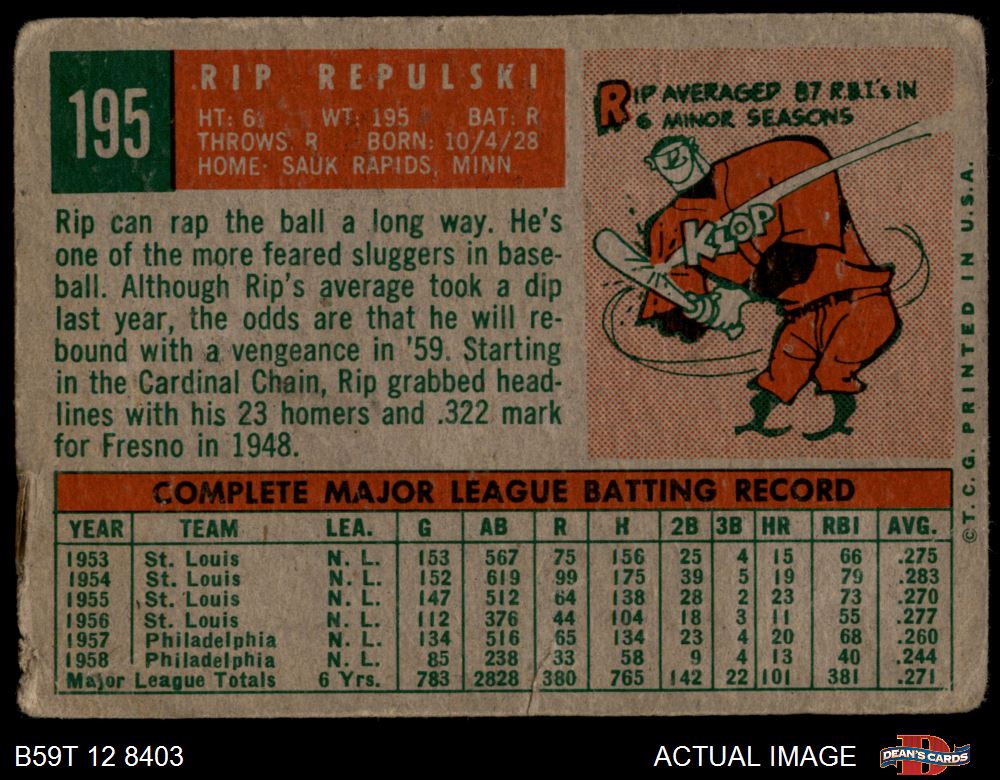 195
RIP REPULSKI
HT: 6 WT: 195 BAT: R
THROWS: R BORN: 10/4/28
HOME: SAUK RAPIDS, MINN.
Rip can rap the ball a long way. He's
one of the more feared sluggers in base-
ball. Although Rip's average took a dip
last year, the odds are that he will re-
bound with a vengeance in '59. Starting
in the Cardinal Chain, Rip grabbed head-
lines with his 23 homers and .322 mark
for Fresno in 1948.
RIP AVERAGED 87 R.B.I.'s IN
6 MINOR SEASONS
KLOP
© T. C. G. PRINTED IN U.S.A.
COMPLETE MAJOR LEAGUE BATTING RECORD
YEAR TEAM LEA. G AB R H 2B 3B HR RBI AVG.
1953 St. Louis N. L. 153 567 75 156 25 4 15 66 .275
1954 St. Louis N. L. 152 619 99 175 39 5 19 79 .283
1955 St. Louis N. L. 147 512 64 138 28 2 23 73 .270
1956 St. Louis N. L. 112 376 44 104 18 3 11 55 .277
1957 Philadelphia N. L. 134 516 65 134 23 4 20 68 .260
1958 Philadelphia N. L. 85 238 33 58 9 4 13 40 .244
Major League Totals 6 Yrs. 783 2828 380 765 142 22 101 381 .271
B59T 12 8403
ACTUAL IMAGE
DEAN'S CARDS